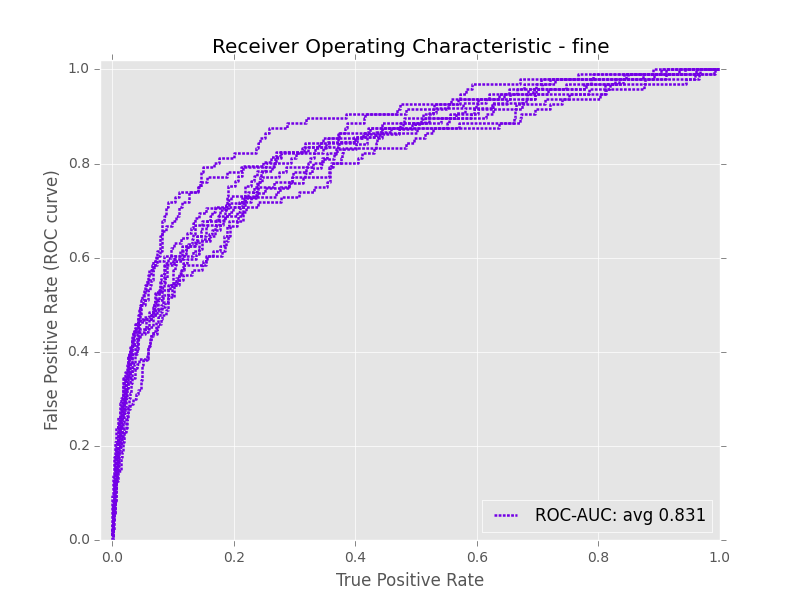 Receiver Operating Characteristic - fine
1.0
0.8
0.6
0.4
0.2
0.0
False Positive Rate (ROC curve)
ROC-AUC: avg 0.831
0.0 0.2 0.4 0.6 0.8 1.0
True Positive Rate